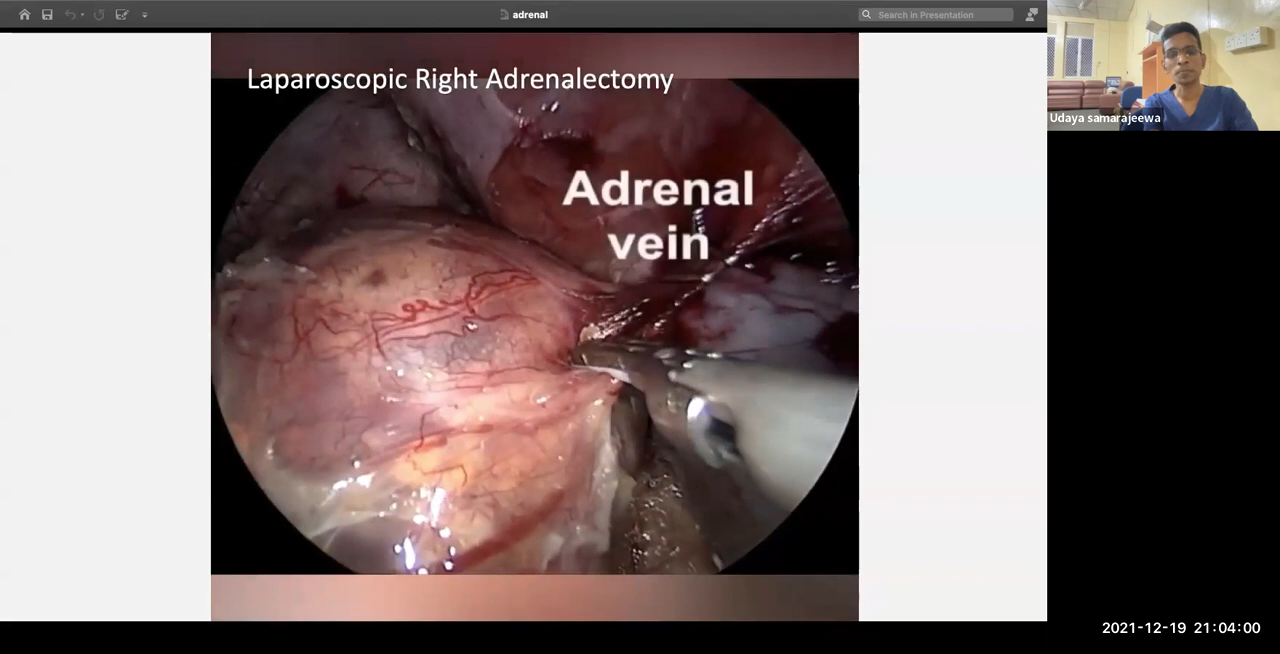 adrenal
Search in Presentation
Laparoscopic Right Adrenalectomy
Adrenal
vein
Udaya samarajeewa
2021-12-19 21:04:00